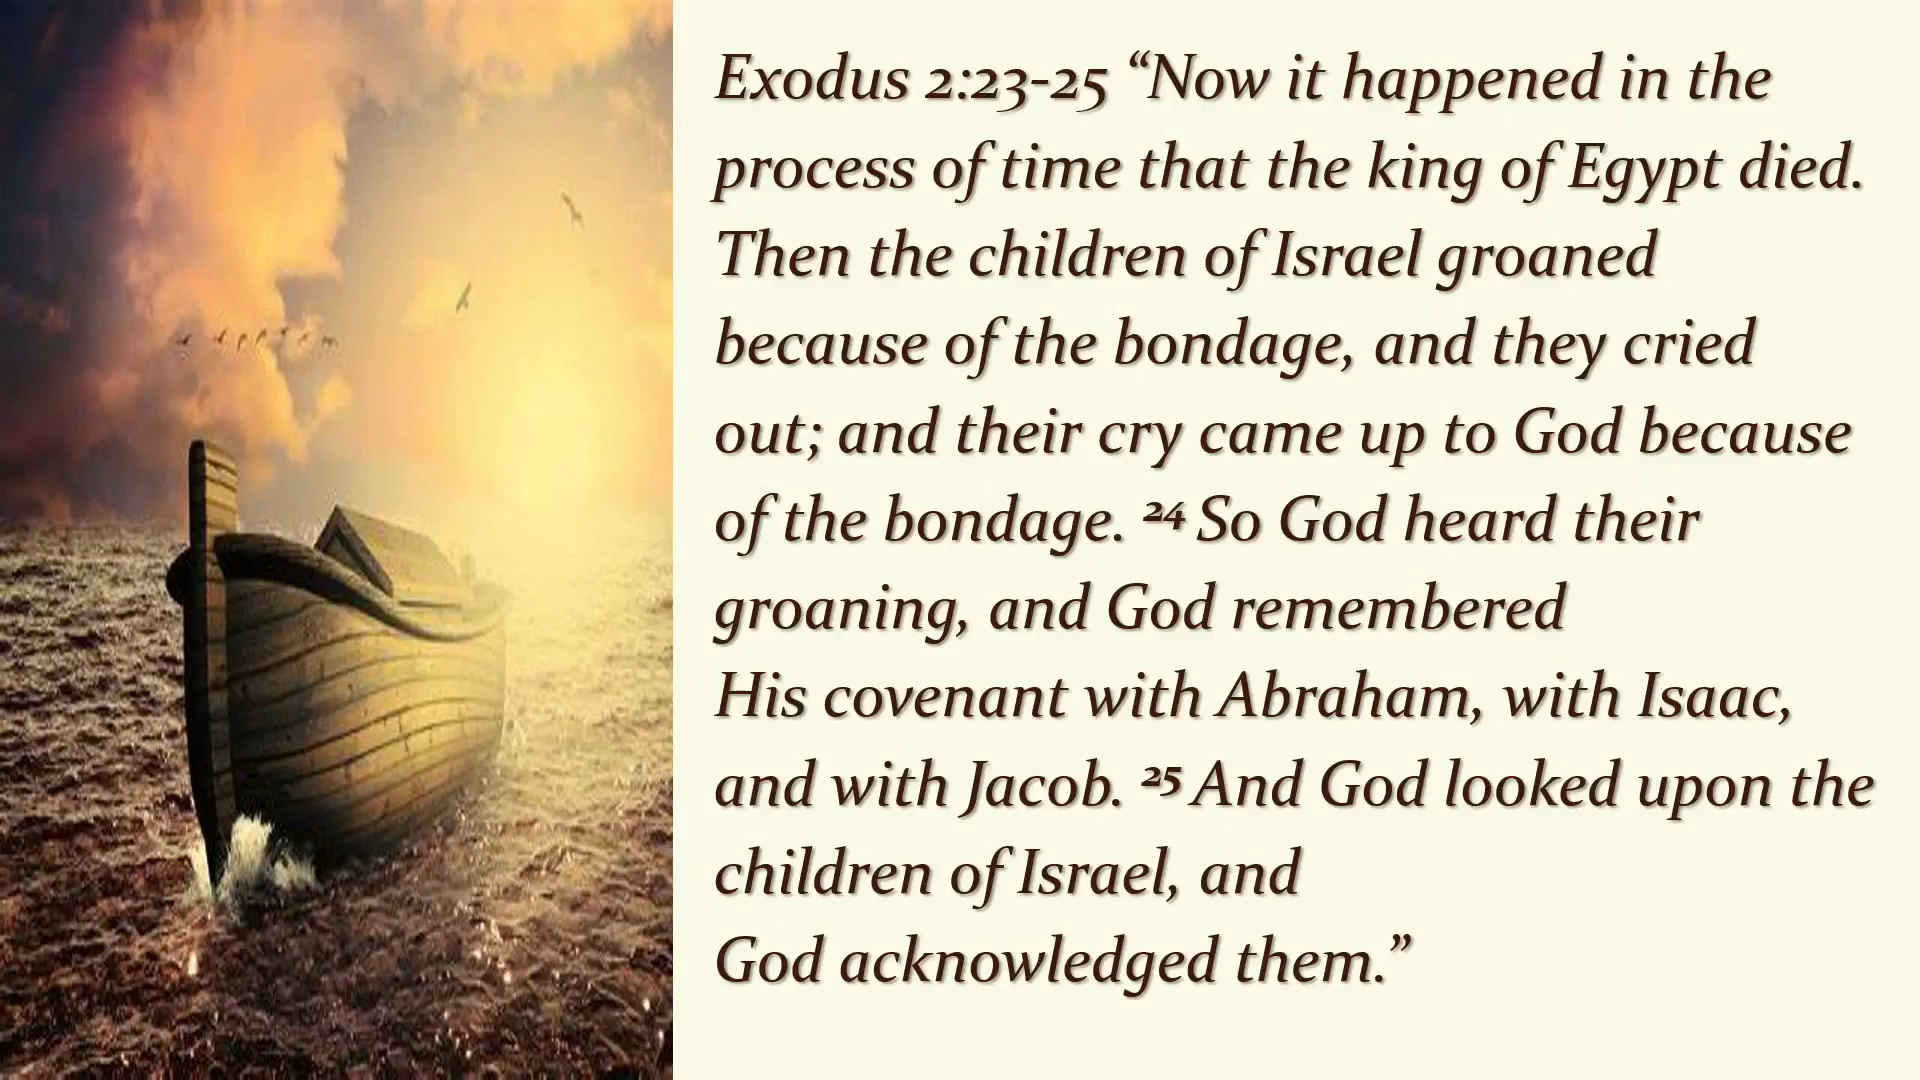 Exodus 2:23-25 “Now it happened in the
process of time that the king of Egypt died.
Then the children of Israel groaned
because of the bondage, and they cried
out; and their cry came up to God because
of the bondage. 24 So God heard their
groaning, and God remembered
His covenant with Abraham, with Isaac,
and with Jacob. 25 And God looked upon the
children of Israel, and
God acknowledged them.”